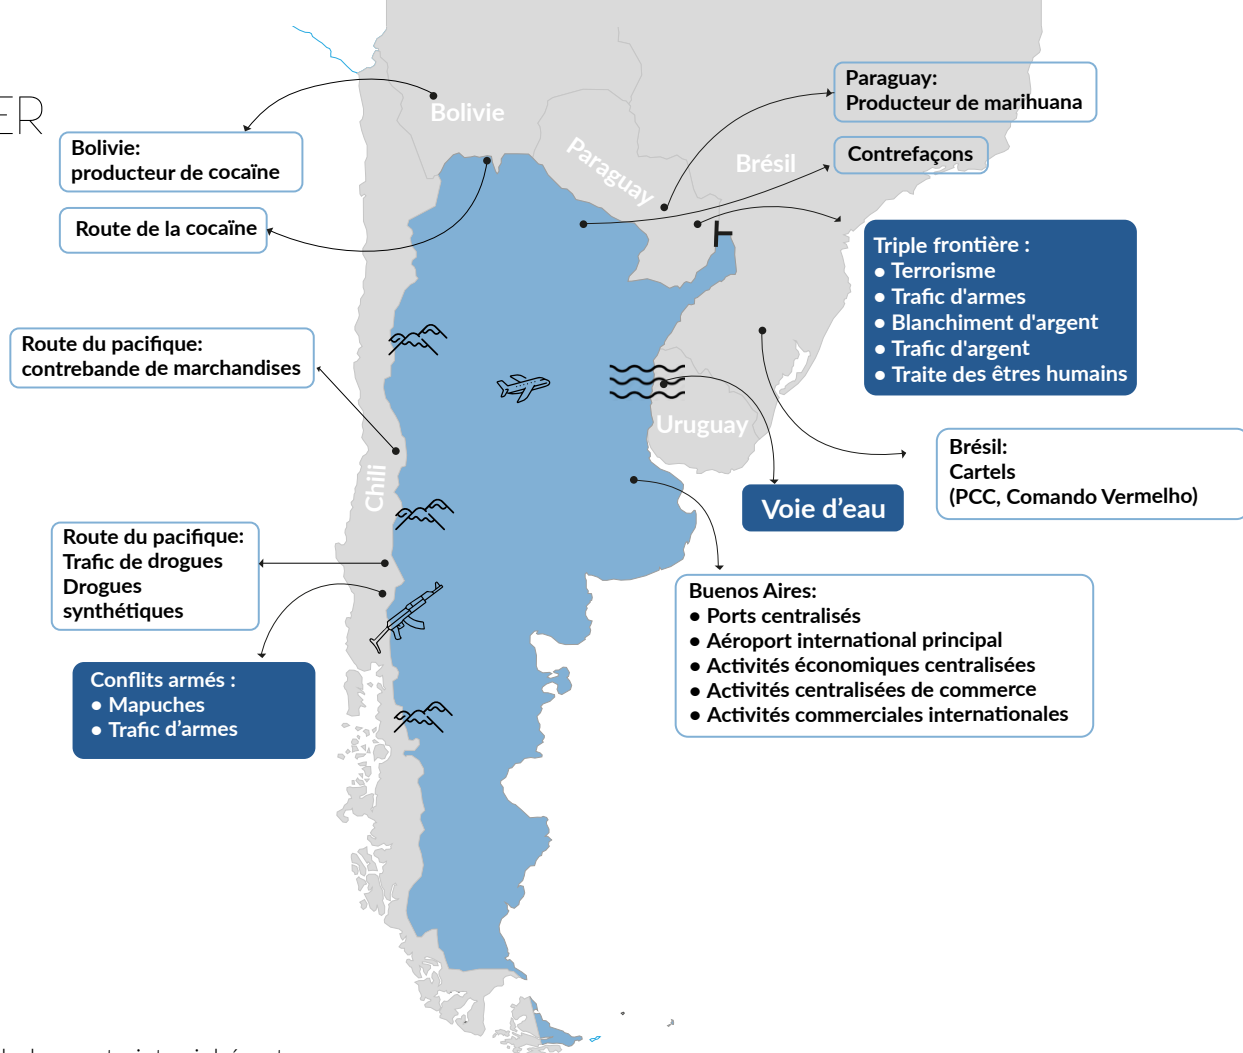 ER
Bolivie:
producteur de cocaïne
Route de la cocaïne
Route du pacifique:
contrebande de marchandises
Route du pacifique:
Trafic de drogues
Drogues
synthétiques
Conflits armés :
● Mapuches
● Trafic d’armes
Bolivie
Paraguay
Brésil
Uruguay
Chili
Paraguay:
Producteur de marihuana
Contrefaçons
Triple frontière :
● Terrorisme
● Trafic d'armes
● Blanchiment d'argent
● Trafic d'argent
● Traite des êtres humains
Brésil:
Cartels
(PCC, Comando Vermelho)
Voie d’eau
Buenos Aires:
● Ports centralisés
● Aéroport international principal
● Activités économiques centralisées
● Activités centralisées de commerce
● Activités commerciales internationales